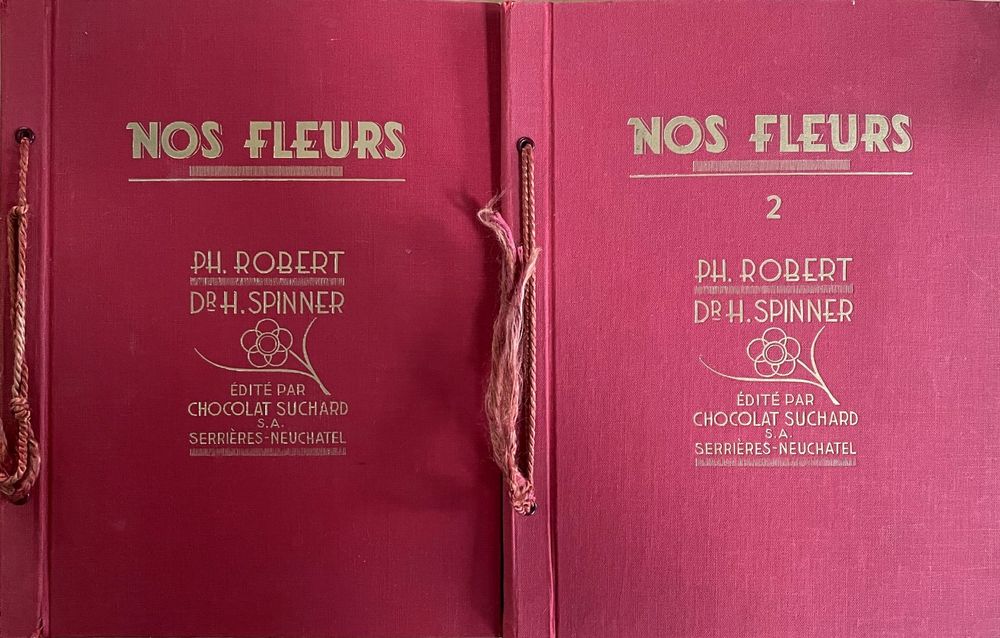 NOS FLEURS
PH. ROBERT
DR H. SPINNER
ÉDITÉ PAR
CHOCOLAT SUCHARD
S.A.
SERRIÈRES-NEUCHATEL
NOS FLEURS
2
PH. ROBERT
DR H. SPINNER
ÉDITÉ PAR
CHOCOLAT SUCHARD
S.A.
SERRIÈRES-NEUCHATEL